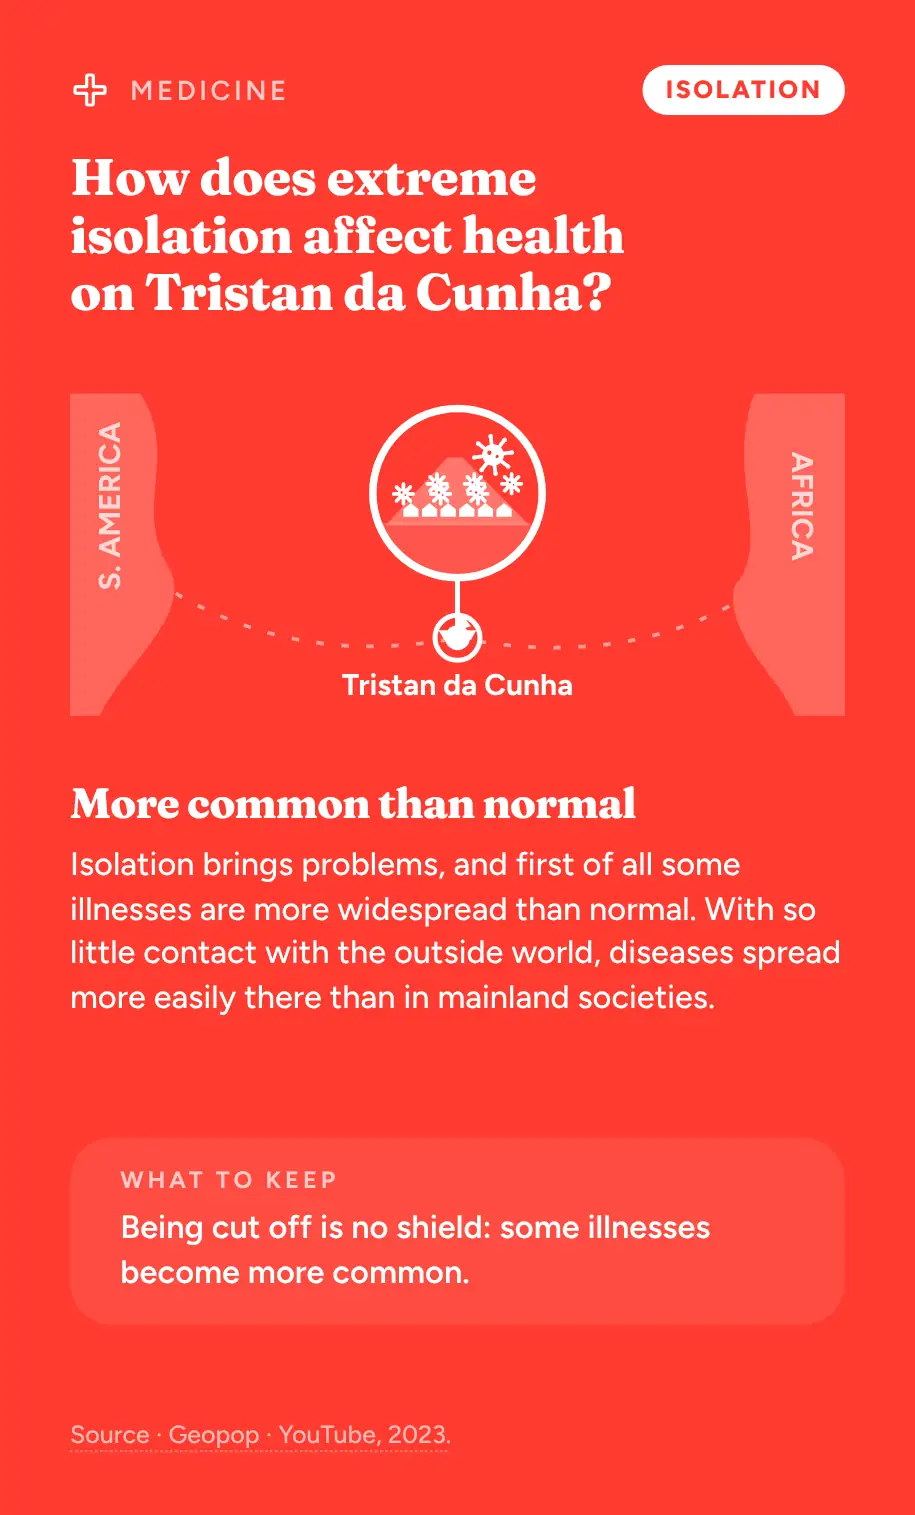 MEDICINE
ISOLATION
How does extreme
isolation affect health
on Tristan da Cunha?
S. AMERICA
AFRICA
Tristan da Cunha
More common than normal
Isolation brings problems, and first of all some
illnesses are more widespread than normal. With so
little contact with the outside world, diseases spread
more easily there than in mainland societies.
WHAT TO KEEP
Being cut off is no shield: some illnesses
become more common.
Source · Geopop · YouTube, 2023.